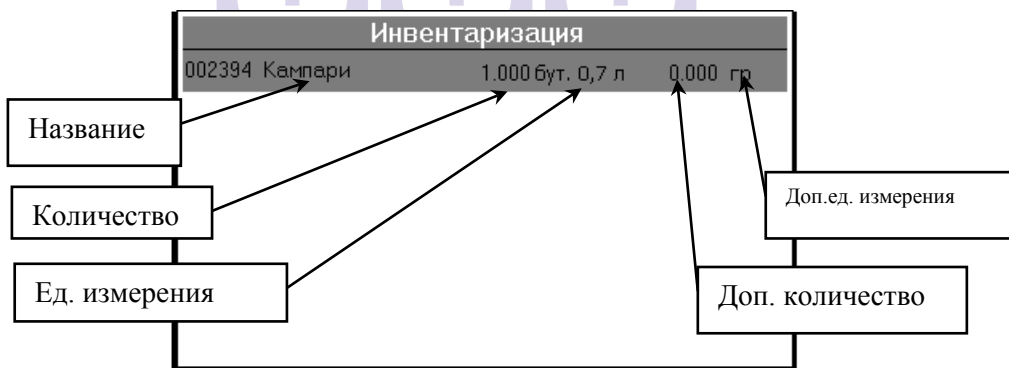 Инвентаризация
002394 Кампари 1.000 бут. 0,7 л 0.000 гр
Название
Количество
Ед. измерения
Доп.ед. измерения
Доп. количество